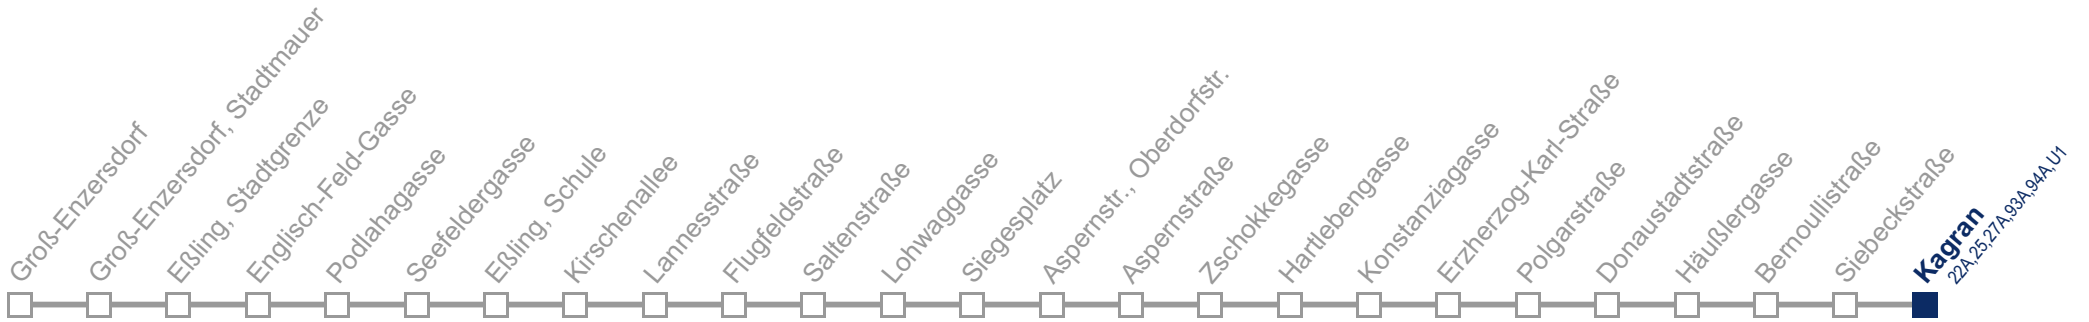 Groß-Enzersdorf
Groß-Enzersdorf, Stadtmauer
Eßling, Stadtgrenze
Englisch-Feld-Gasse
Podlahagasse
Seefeldergasse
Eßling, Schule
Kirschenallee
Lannesstraße
Flugfeldstraße
Saltenstraße
Lohwaggasse
Siegesplatz
Aspernstr., Oberdorfstr.
Aspernstraße
Zschokkegasse
Hartlebengasse
Konstanziagasse
Erzherzog-Karl-Straße
Polgarstraße
Donaustadtstraße
Häußlergasse
Bernoullistraße
Siebeckstraße
Kagran
22A,25,27A,93A,94A,U1